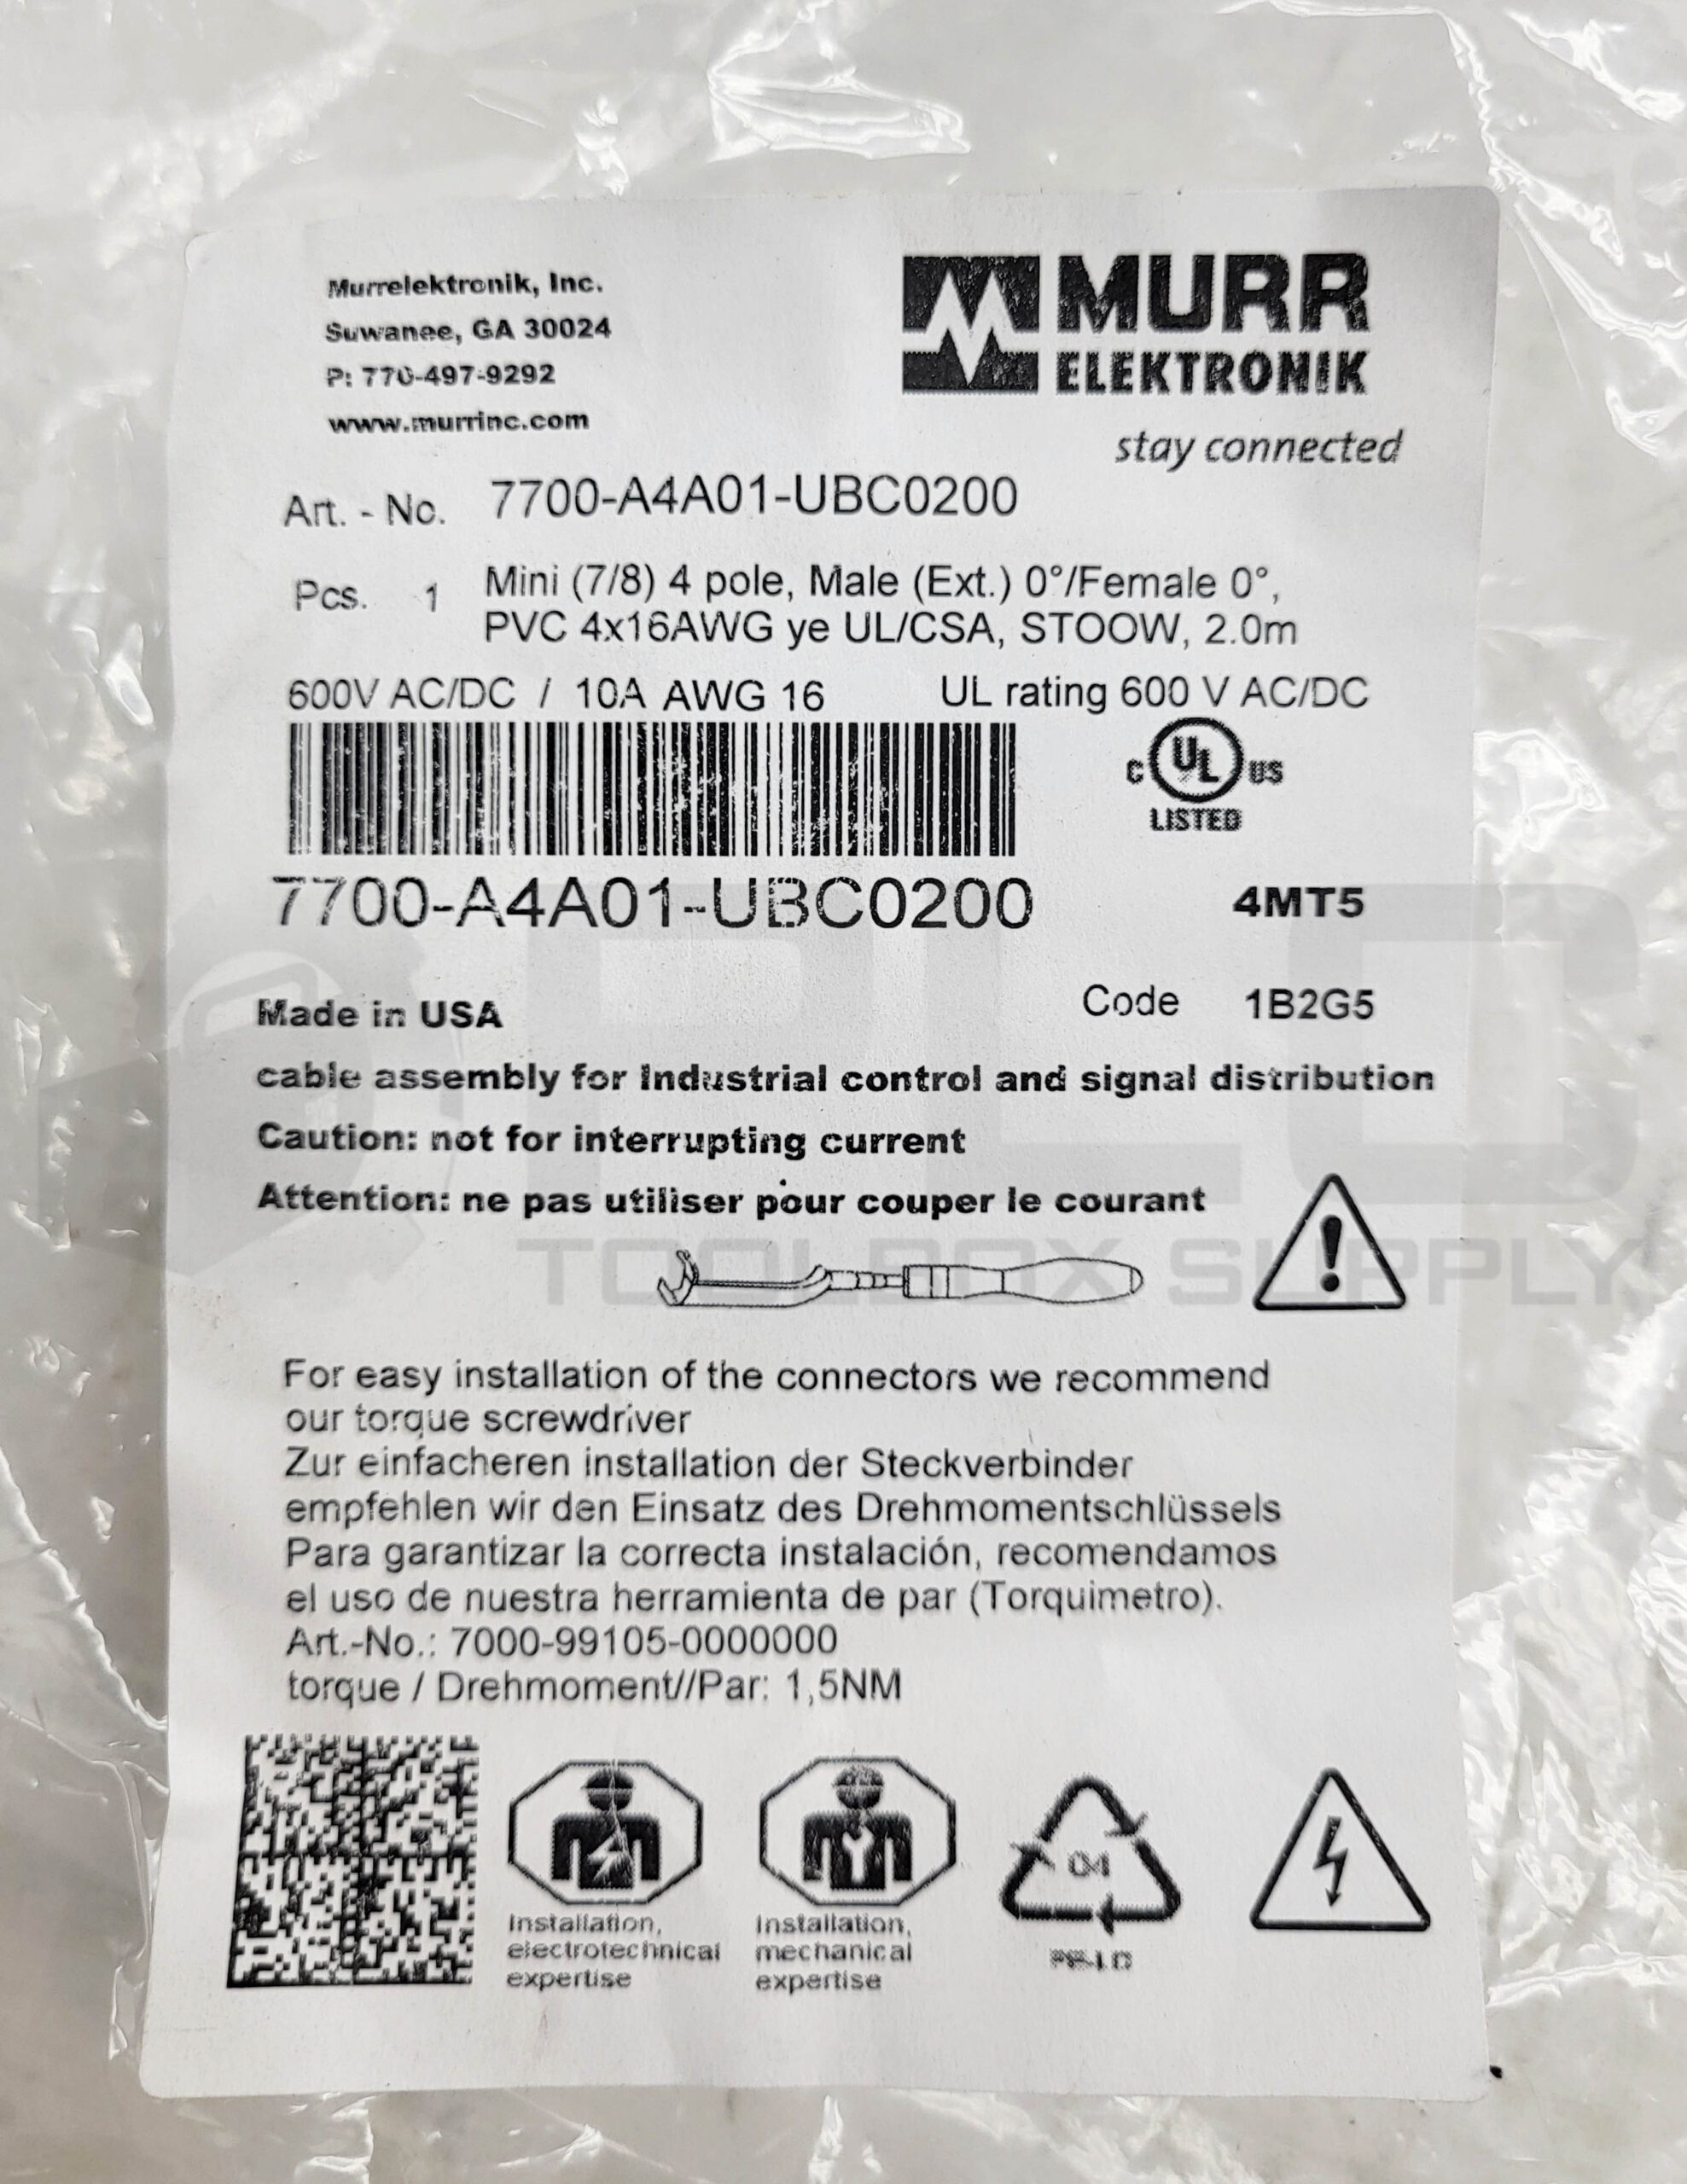 Murrelektronik, Inc.
Suwanee, GA 30024
P: 770-497-9292
www.murrinc.com
MURR
ELEKTRONIK
stay connected
Art. - No. 7700-A4A01-UBC0200
Pcs. 1 Mini (7/8) 4 pole, Male (Ext.) 0°/Female 0°,
PVC 4x16AWG ye UL/CSA, STOOW, 2.0m
600V AC/DC / 10A AWG 16 UL rating 600 V AC/DC
C UL US
LISTED
7700-A4A01-UBC0200
4MT5
Made in USA
Code 1B2G5
cable assembly for Industrial control and signal distribution
Caution: not for interrupting current
Attention: ne pas utiliser pour couper le courant
TOOLBOX SUPPLY
For easy installation of the connectors we recommend
our torque screwdriver
Zur einfacheren installation der Steckverbinder
empfehlen wir den Einsatz des Drehmomentschlüssels
Para garantizar la correcta instalación, recomendamos
el uso de nuestra herramienta de par (Torquimetro).
Art.-No.: 7000-99105-0000000
torque / Drehmoment//Par: 1,5NM
Installation,
electrotechnical
expertise
Installation,
mechanical
expertise
04